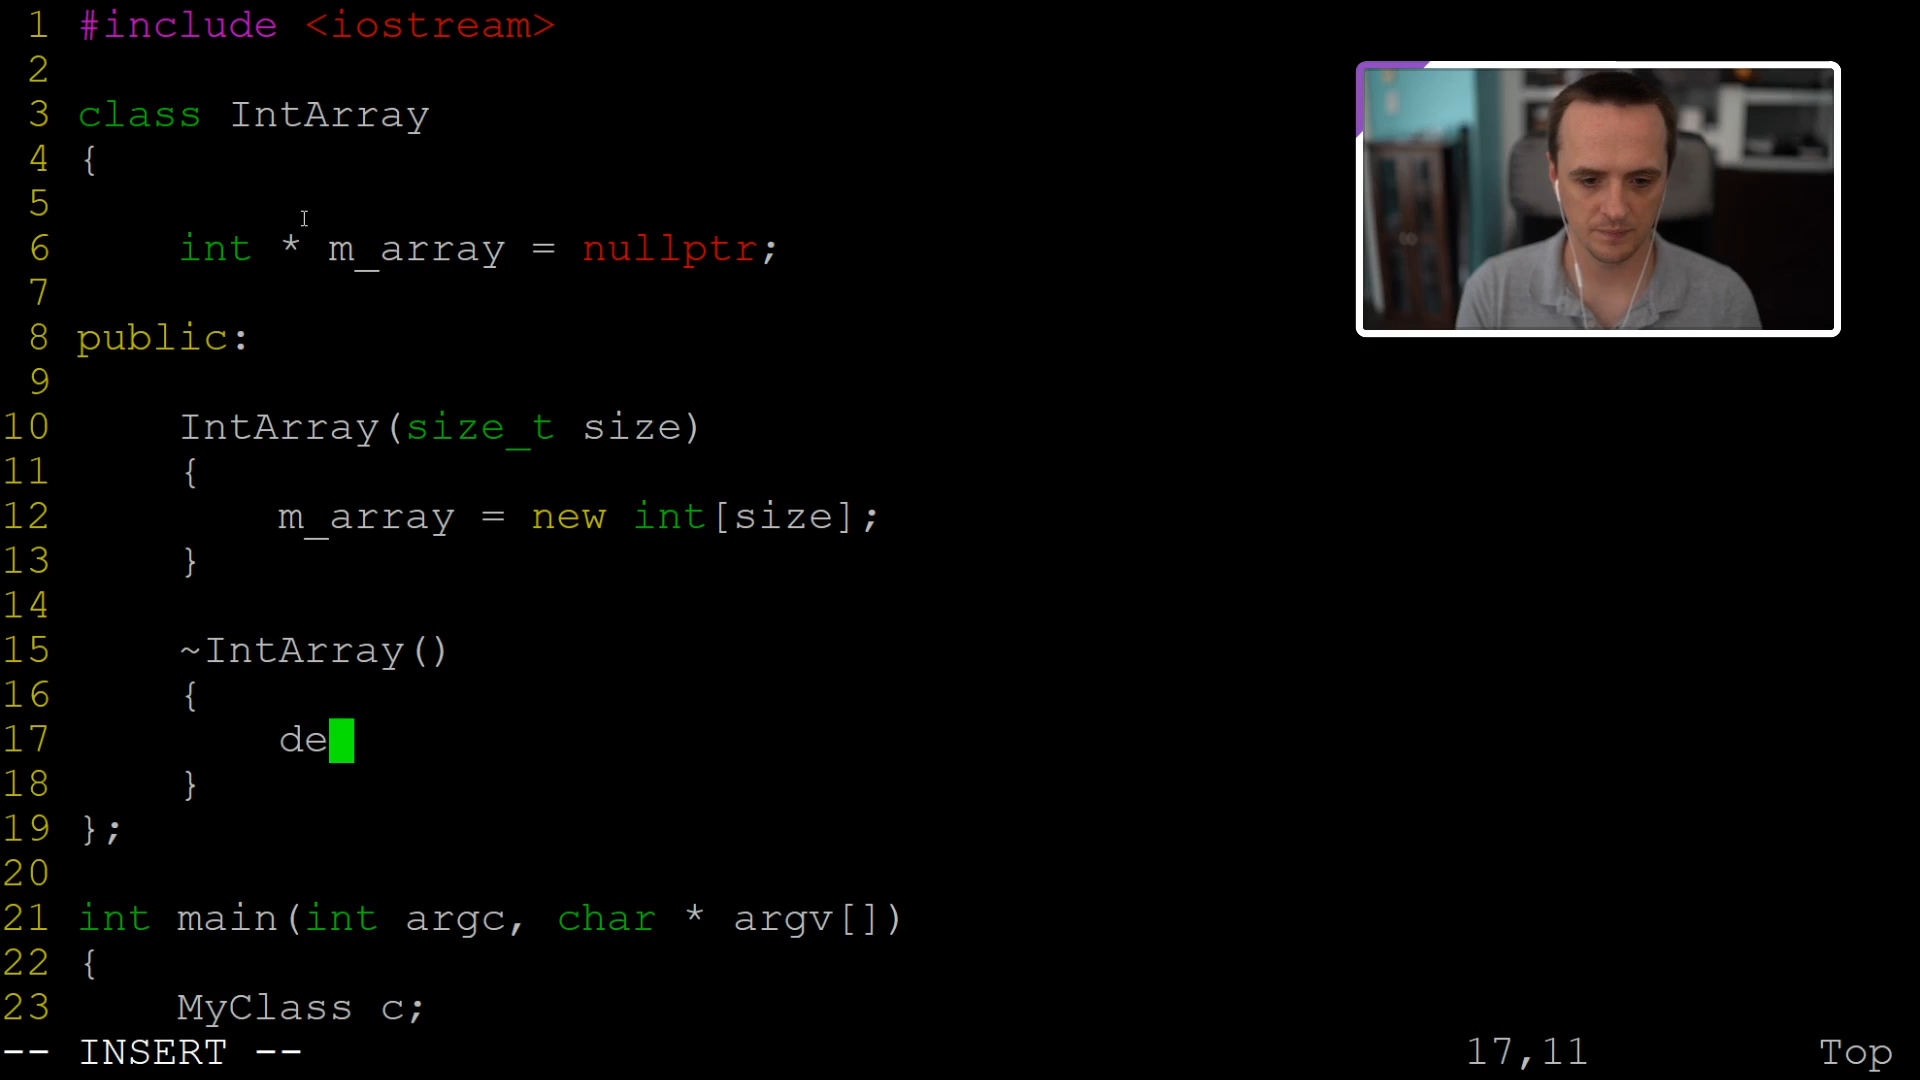 1 #include <iostream>
2
3 class IntArray
4 {
5
6     int * m_array = nullptr;
7
8 public:
9
10     IntArray(size_t size)
11     {
12         m_array = new int[size];
13     }
14
15     ~IntArray()
16     {
17         de
18     }
19 };
20
21 int main(int argc, char * argv[])
22 {
23     MyClass c;
-- INSERT -- 17,11 Top